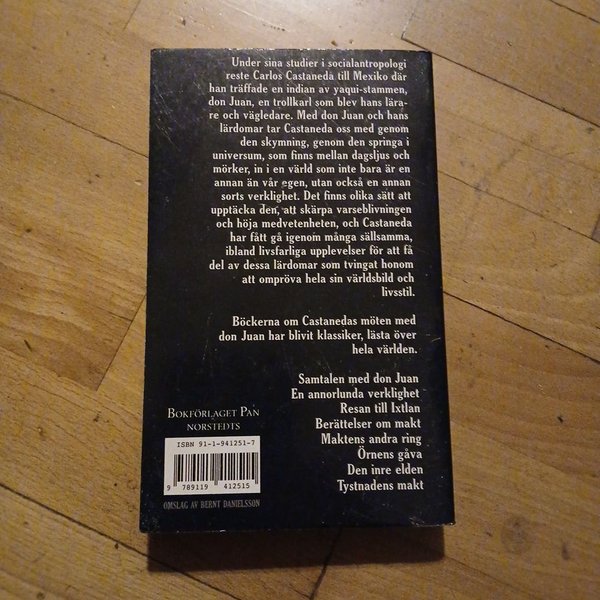 Under sina studier i socialantropologi
reste Carlos Castaneda till Mexiko där
han träffade en indian av yaqui-stammen,
don Juan, en trollkarl som blev hans lära-
re och vägledare. Med don Juan och hans
lärdomar tar Castaneda oss med genom
den skymning, genom den springa i
universum, som finns mellan dagsljus och
mörker, in i en värld som inte bara är en
annan än vår egen, utan också en annan
sorts verklighet. Det finns olika sätt att
upptäcka den, att skärpa varseblivningen
och höja medvetenheten, och Castaneda
har fått gå igenom många sällsamma,
ibland livsfarliga upplevelser för att få
del av dessa lärdomar som tvingat honom
att ompröva hela sin världsbild och
livsstil.
Böckerna om Castanedas möten med
don Juan har blivit klassiker, lästa över
hela världen.
Samtalen med don Juan
En annorlunda verklighet
Resan till Ixtlan
Berättelser om makt
Maktens andra ring
Örnens gåva
Den inre elden
Tystnadens makt
BOKFÖRLAGET PAN
NORSTEDTS
ISBN 91-1-941251-7
9 789119 412515
OMSLAG AV BERNT DANIELSSON